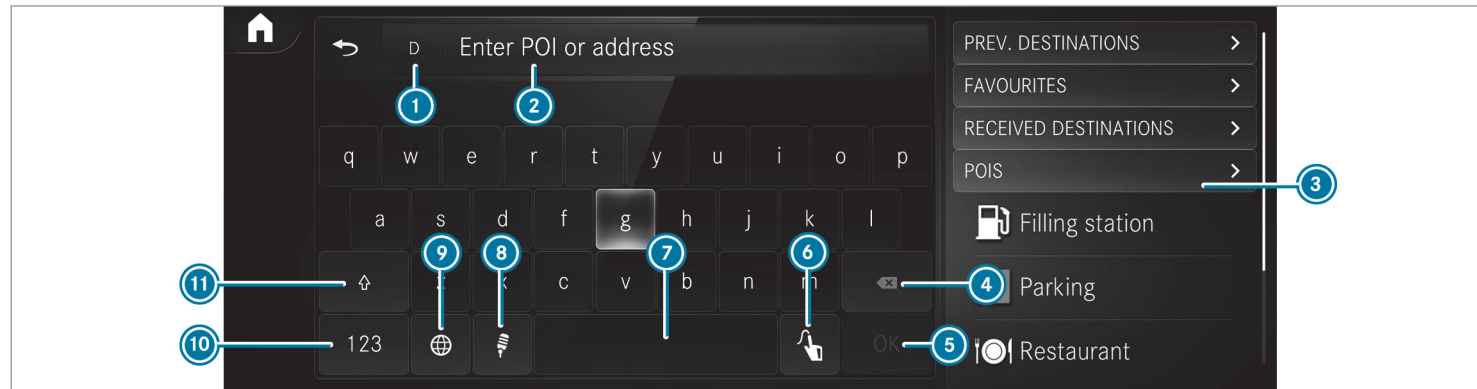 D Enter POI or address
1 2
PREV. DESTINATIONS
FAVOURITES
RECEIVED DESTINATIONS
POIS
3
q w e r t y u i o p
a s d f g h j k l
9 8 7 6
11 z x c v b n m 4
10 123 OK 5
Filling station
Parking
Restaurant